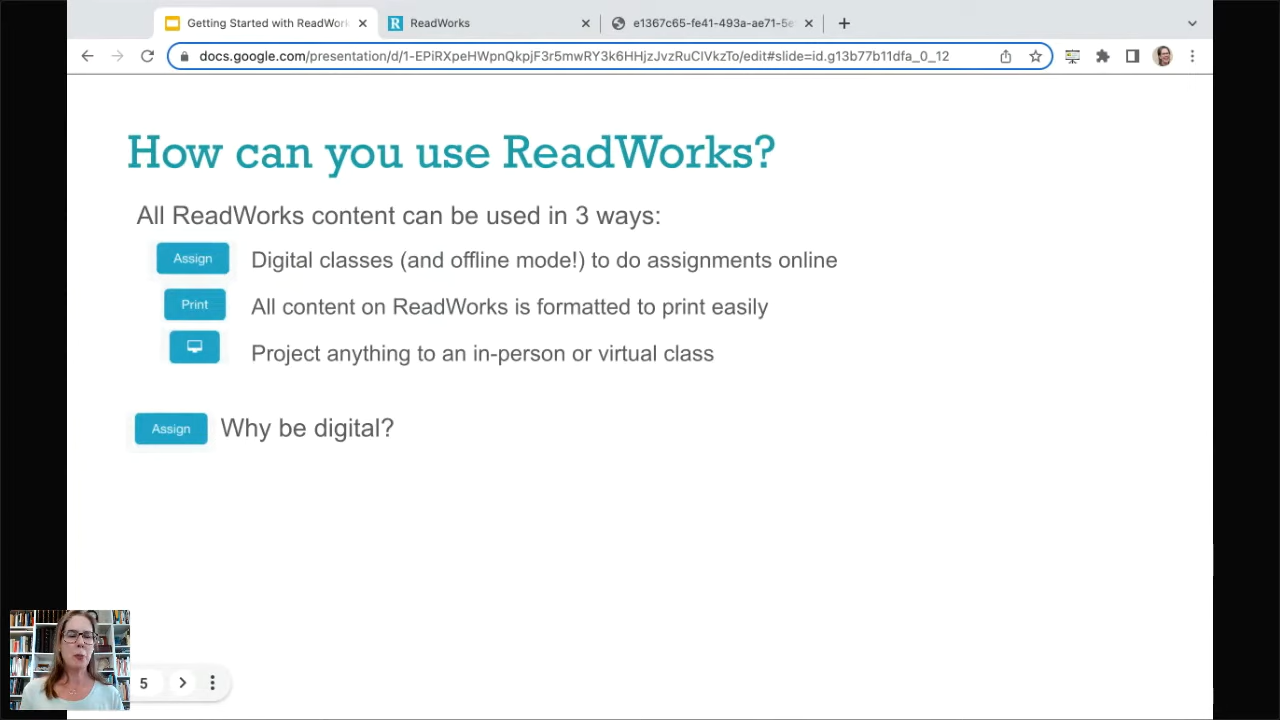 Getting Started with ReadWork
ReadWorks
e1367c65-fe41-493a-ae71-5e
docs.google.com/presentation/d/1-EPiRXpeHWpnQkpjF3r5mwRY3k6HHjzJvzRuClVkzTo/edit#slide=id.g13b77b11dfa_0_12
How can you use ReadWorks?
All ReadWorks content can be used in 3 ways:
Assign Digital classes (and offline mode!) to do assignments online
Print All content on ReadWorks is formatted to print easily
Project anything to an in-person or virtual class
Assign Why be digital?
5